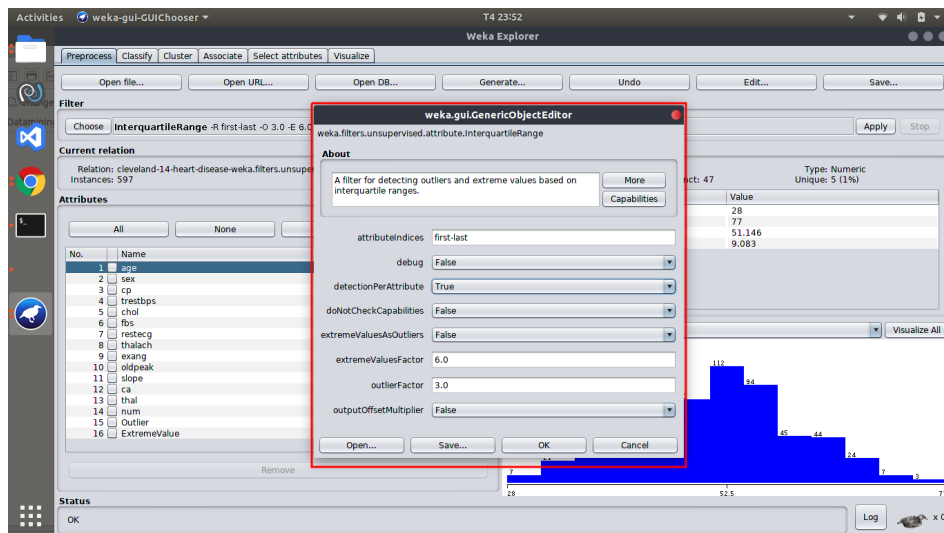 Activities weka-gui-GUIChooser T4 23:52
Weka Explorer
Preprocess Classify Cluster Associate Select attributes Visualize
Open file... Open URL... Open DB... Generate... Undo Edit... Save...
Filter
Choose InterquartileRange -R first-last -O 3.0 -E 6.0 Apply Stop
Current relation
Relation: cleveland-14-heart-disease-weka.filters.unsuper
Instances: 597
Type: Numeric
nct: 47 Unique: 5 (1%)
Attributes
All None
No. Name
1 age
2 sex
3 cp
4 trestbps
5 chol
6 fbs
7 restecg
8 thalach
9 exang
10 oldpeak
11 slope
12 ca
13 thal
14 num
15 Outlier
16 ExtremeValue
Remove
Value
28
77
51.146
9.083
Visualize All
weka.gui.GenericObjectEditor
weka.filters.unsupervised.attribute.InterquartileRange
About
A filter for detecting outliers and extreme values based on
interquartile ranges.
More
Capabilities
attributeIndices first-last
debug False
detectionPerAttribute True
doNotCheckCapabilities False
extremeValuesAsOutliers False
extremeValuesFactor 6.0
outlierFactor 3.0
outputOffsetMultiplier False
Open... Save... OK Cancel
112
94
45
44
24
7
7
3
28 52.5 77
Status
OK
Log x 0